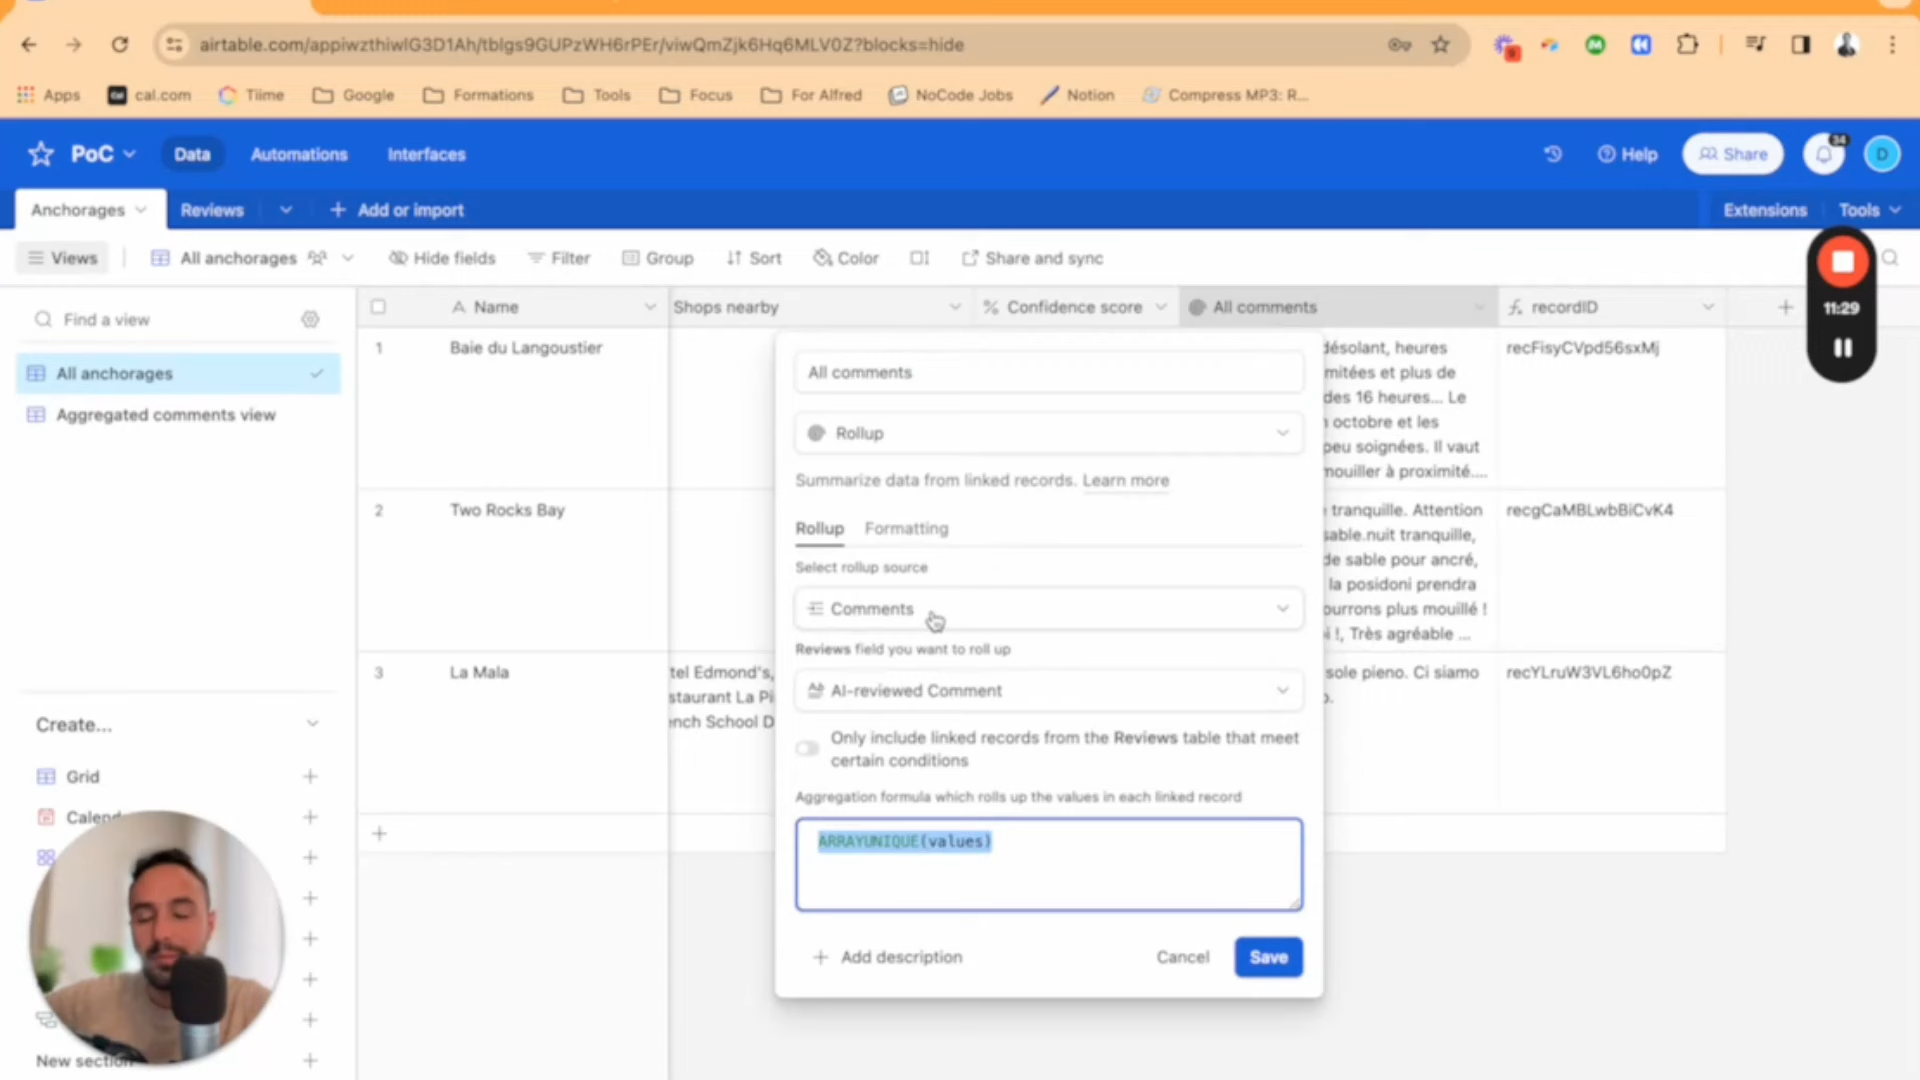 airtable.com/appiwzthiwIG3D1Ah/tblgs9GUPzWH6rPEr/viwQmZjk6Hq6MLV0Z?blocks=hide
Apps
cal.com
Tiime
Google
Formations
Tools
Focus
For Alfred
NoCode Jobs
Notion
Compress MP3: R...
PoC
Data
Automations
Interfaces
Help
Share
34
D
Anchorages
Reviews
Add or import
Extensions
Tools
Views
All anchorages
Hide fields
Filter
Group
Sort
Color
Share and sync
Find a view
All anchorages
Aggregated comments view
Create...
Grid
New section
Name
Shops nearby
Confidence score
All comments
recordID
11:29
1
Baie du Langoustier
désolant, heures
mitées et plus de
des 16 heures... Le
octobre et les
peu soignées. Il vaut
mouiller à proximité....
recFisyCVpd56sxMj
2
Two Rocks Bay
tranquille. Attention
sable.nuit tranquille,
de sable pour ancré,
la posidoni prendra
ourrons plus mouillé !
i !, Très agréable ...
recgCaMBLwbBiCvK4
3
La Mala
tel Edmond's,
staurant La Pi
ench School D
sole pieno. Ci siamo
recYLruW3VL6ho0pZ
All comments
Rollup
Summarize data from linked records. Learn more
Rollup
Formatting
Select rollup source
Comments
Reviews field you want to roll up
AI-reviewed Comment
Only include linked records from the Reviews table that meet
certain conditions
Aggregation formula which rolls up the values in each linked record
ARRAYUNIQUE(values)
Add description
Cancel
Save